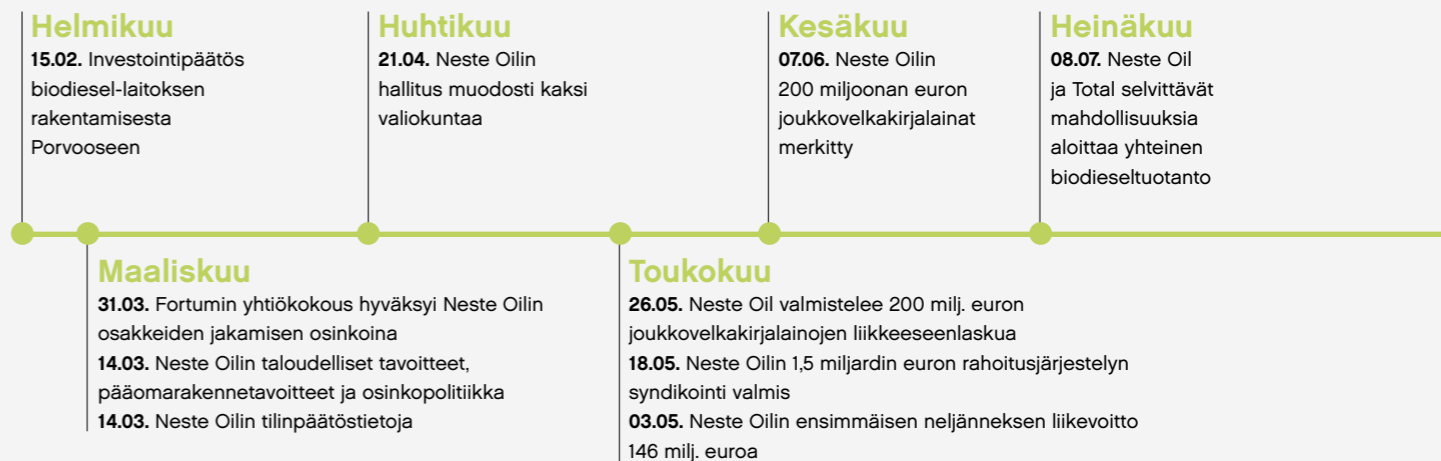 Helmikuu
15.02. Investointipäätös
biodiesel-laitoksen
rakentamisesta
Porvooseen
Huhtikuu
21.04. Neste Oilin
hallitus muodosti kaksi
valiokuntaa
Kesäkuu
07.06. Neste Oilin
200 miljoonan euron
joukkovelkakirjalainat
merkitty
Heinäkuu
08.07. Neste Oil
ja Total selvittävät
mahdollisuuksia
aloittaa yhteinen
biodieseltuotanto
Maaliskuu
31.03. Fortumin yhtiökokous hyväksyi Neste Oilin
osakkeiden jakamisen osinkoina
14.03. Neste Oilin taloudelliset tavoitteet,
pääomarakennetavoitteet ja osinkopolitiikka
14.03. Neste Oilin tilinpäätöstietoja
Toukokuu
26.05. Neste Oil valmistelee 200 milj. euron
joukkovelkakirjalainojen liikkeeseenlaskua
18.05. Neste Oilin 1,5 miljardin euron rahoitusjärjestelyn
syndikointi valmis
03.05. Neste Oilin ensimmäisen neljänneksen liikevoitto
146 milj. euroa